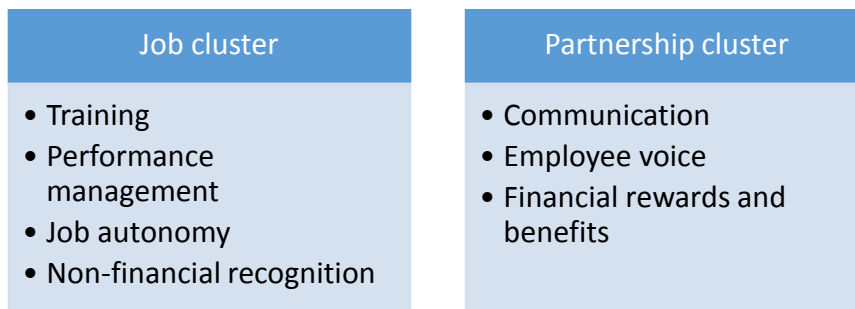 Job cluster
• Training
• Performance
management
• Job autonomy
• Non-financial recognition
Partnership cluster
• Communication
• Employee voice
• Financial rewards and
benefits